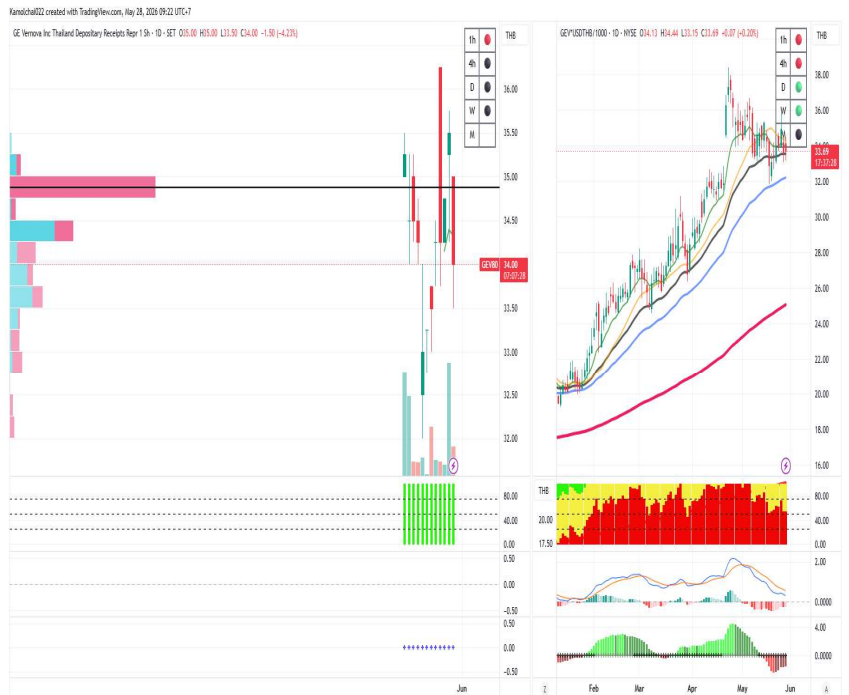 Kamolchai022 created with TradingView.com, May 28, 2026 09:22 UTC+7
GE Vernova Inc Thailand Depositary Receipts Repr 1 Sh · 1D · SET O35.00 H35.00 L33.50 C34.00 −1.50 (−4.23%)
THB
1h
4h
D
W
M
36.00
35.50
35.00
34.50
GEV80 34.00
07:07:28
33.50
33.00
32.50
32.00
80.00
40.00
0.00
0.50
0.00
−0.50
0.50
0.00
−0.50
Jun
GEV*USDTHB/1000 · 1D · NYSE O34.13 H34.44 L33.15 C33.69 +0.07 (+0.20%)
THB
1h
4h
D
W
38.00
36.00
33.69
17:37:28
32.00
30.00
28.00
26.00
24.00
22.00
20.00
18.00
16.00
THB
20.00
17.50
80.00
40.00
0.00
2.00
0.0000
4.00
0.0000
Z
Feb
Mar
Apr
May
Jun
A